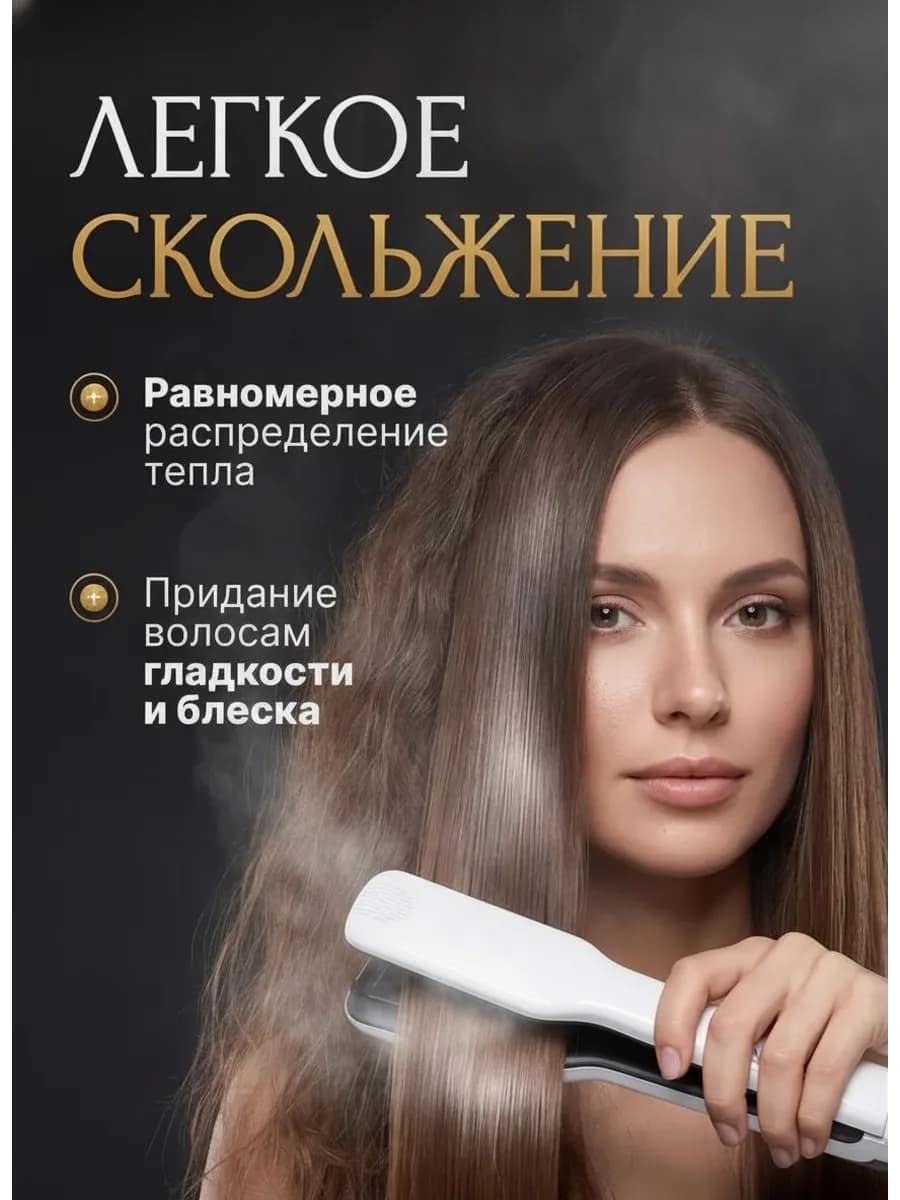 ЛЕГКОЕ
СКОЛЬЖЕНИЕ
Равномерное
распределение
тепла
Придание
волосам
гладкости
и блеска